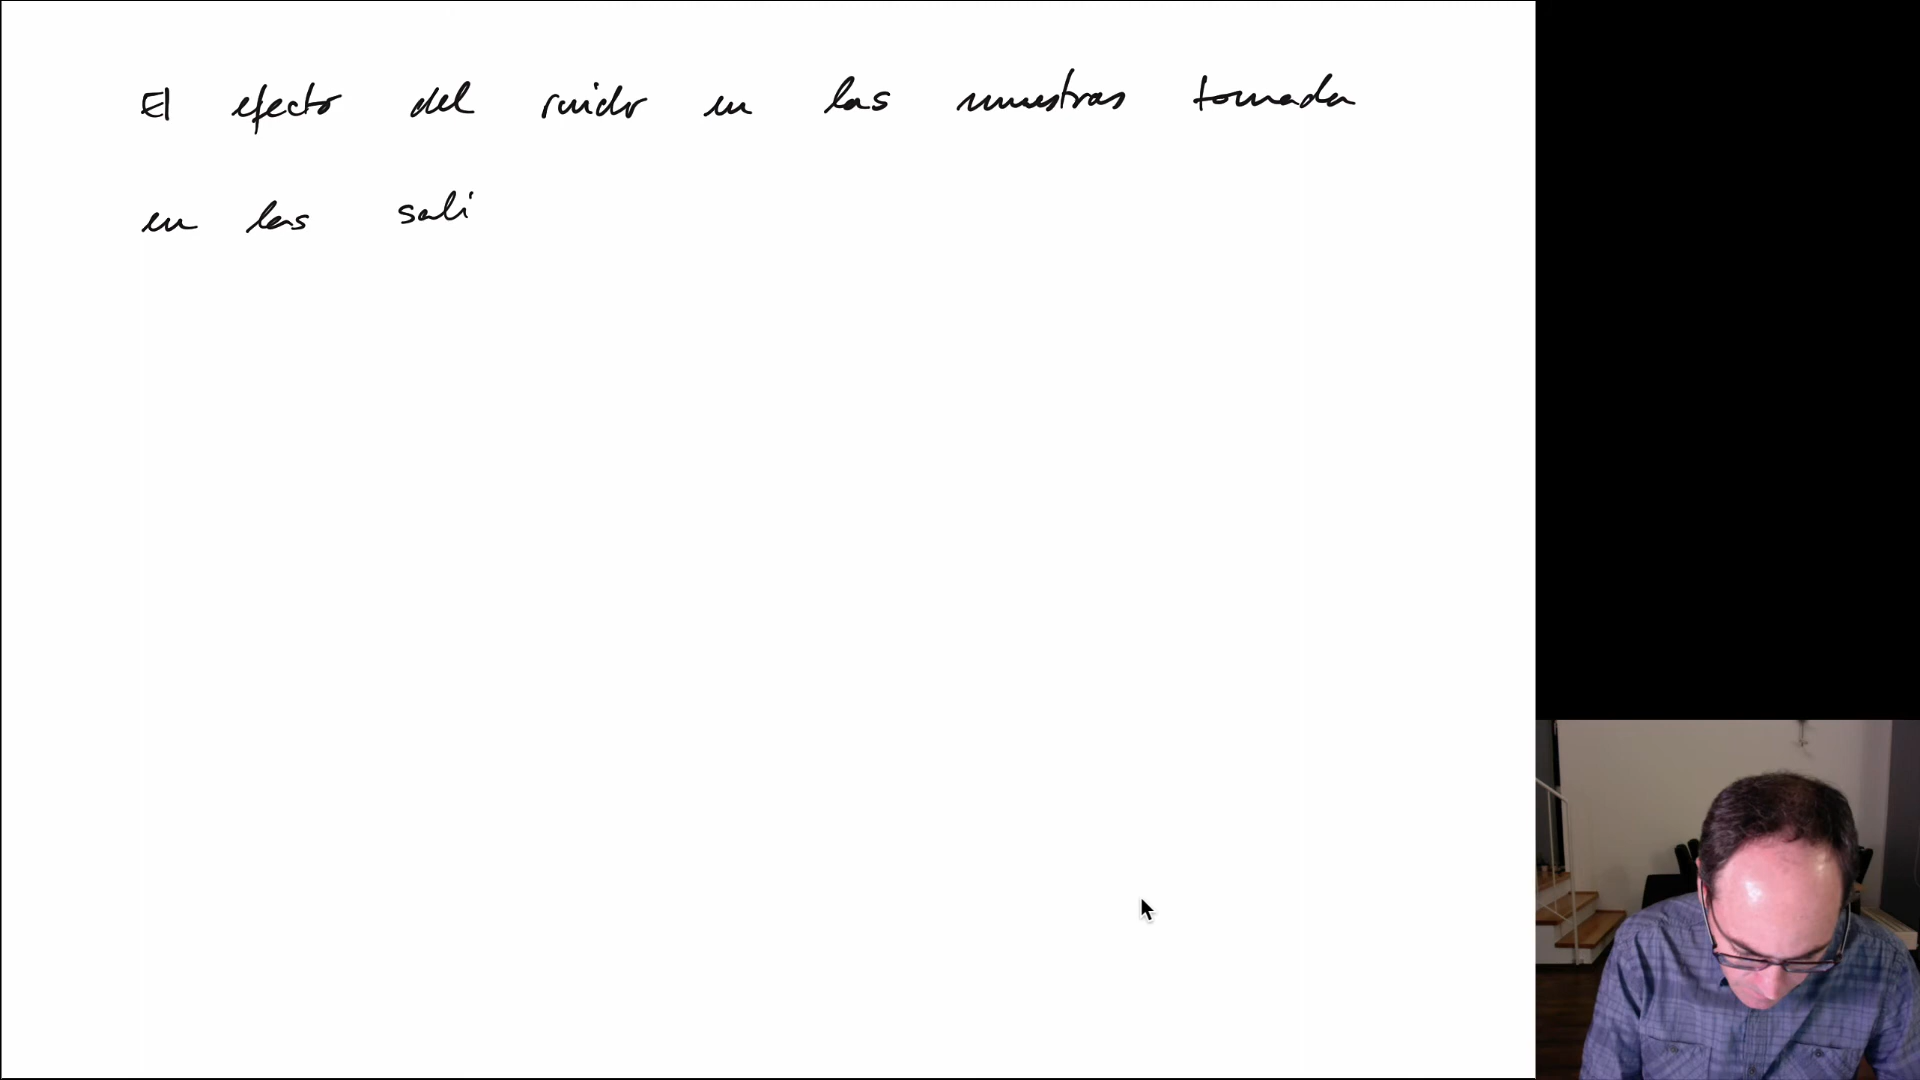 El efecto del ruido en las muestras tomada
en las sali